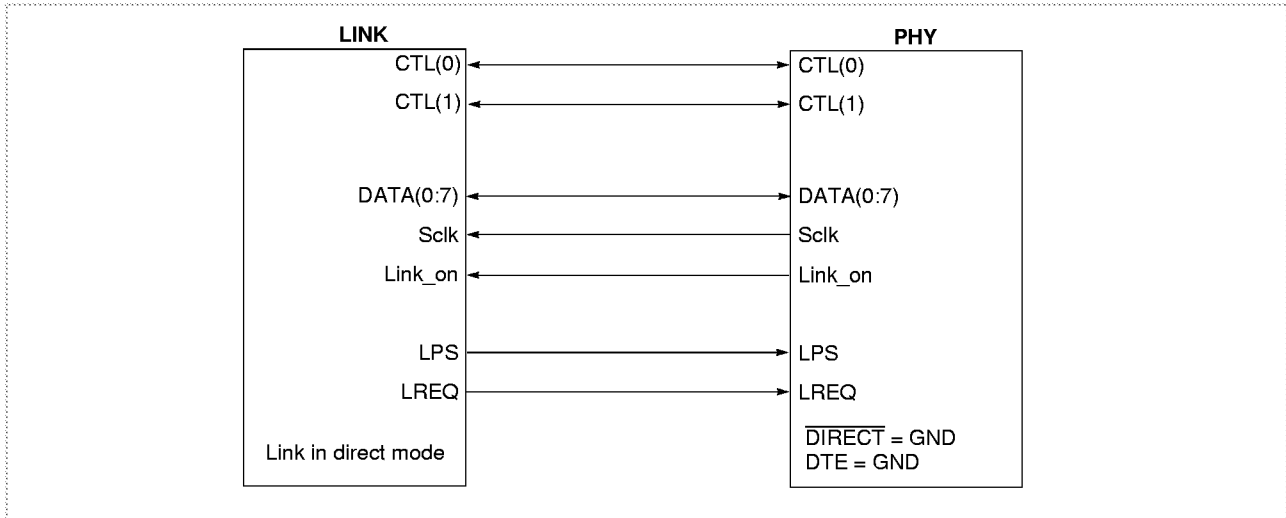 LINK
PHY
CTL(0)
CTL(0)
CTL(1)
CTL(1)
DATA(0:7)
DATA(0:7)
Sclk
Sclk
Link_on
Link_on
LPS
LPS
LREQ
LREQ
Link in direct mode
DIRECT = GND
DTE = GND